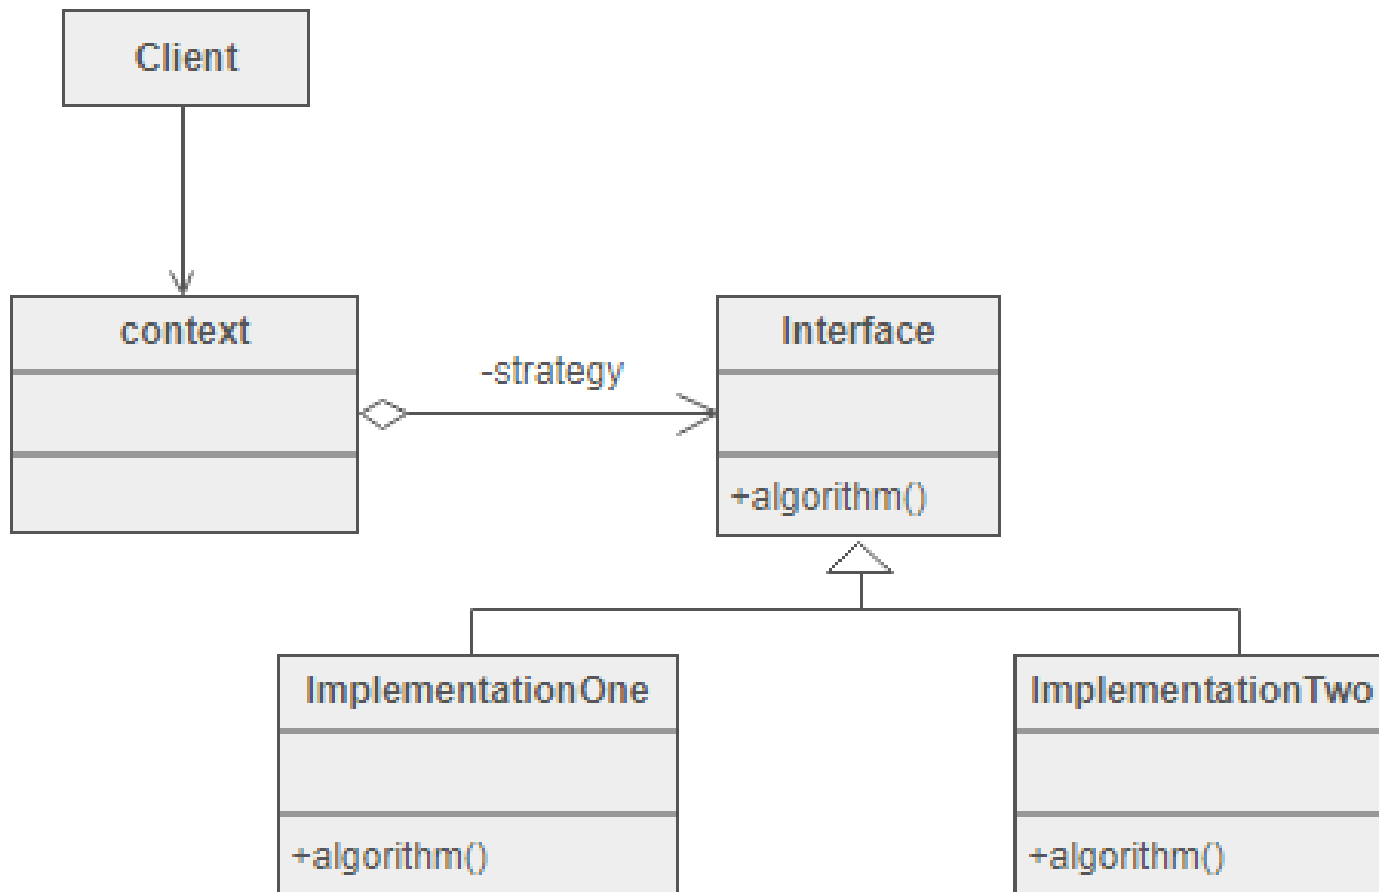 Client
context
-strategy
Interface
+algorithm()
ImplementationOne
+algorithm()
ImplementationTwo
+algorithm()